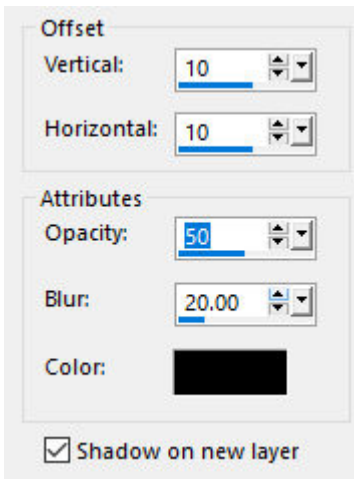 Offset
Vertical: 10
Horizontal: 10
Attributes
Opacity: 50
Blur: 20.00
Color:
Shadow on new layer